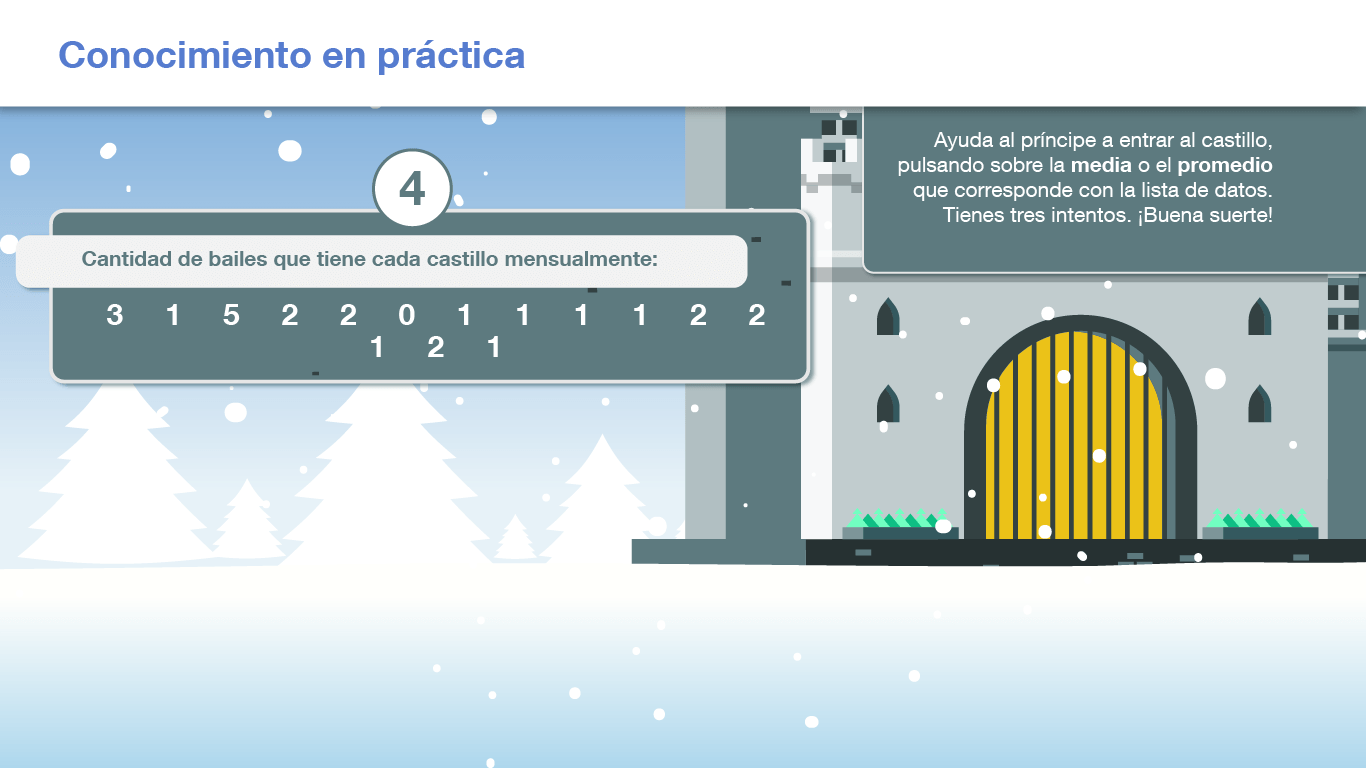 Conocimiento en práctica
Ayuda al príncipe a entrar al castillo,
pulsando sobre la media o el promedio
que corresponde con la lista de datos.
Tienes tres intentos. ¡Buena suerte!
4
Cantidad de bailes que tiene cada castillo mensualmente:
3 1 5 2 2 0 1 1 1 1 2 2
1 2 1